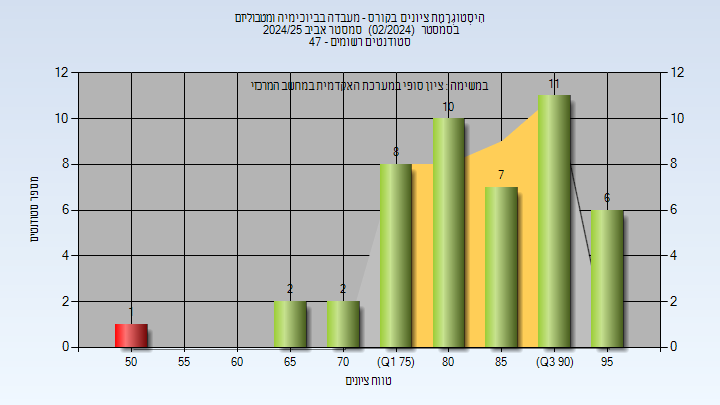 היסטוגרמת ציונים בקורס - מעבדה בביוכימיה ומטבוליזם
בסמסטר (02/2024) סמסטר אביב 2024/25
סטודנטים רשומים - 47
במשימה : ציון סופי במערכת האקדמית במחשב המרכזי
12 12
10 10
8 8
6 6
4 4
2 2
0 0
1 2 2 8 10 7 11 6
מספר סטודנטים
50 55 60 65 70 (Q1 75) 80 85 (Q3 90) 95
טווח ציונים